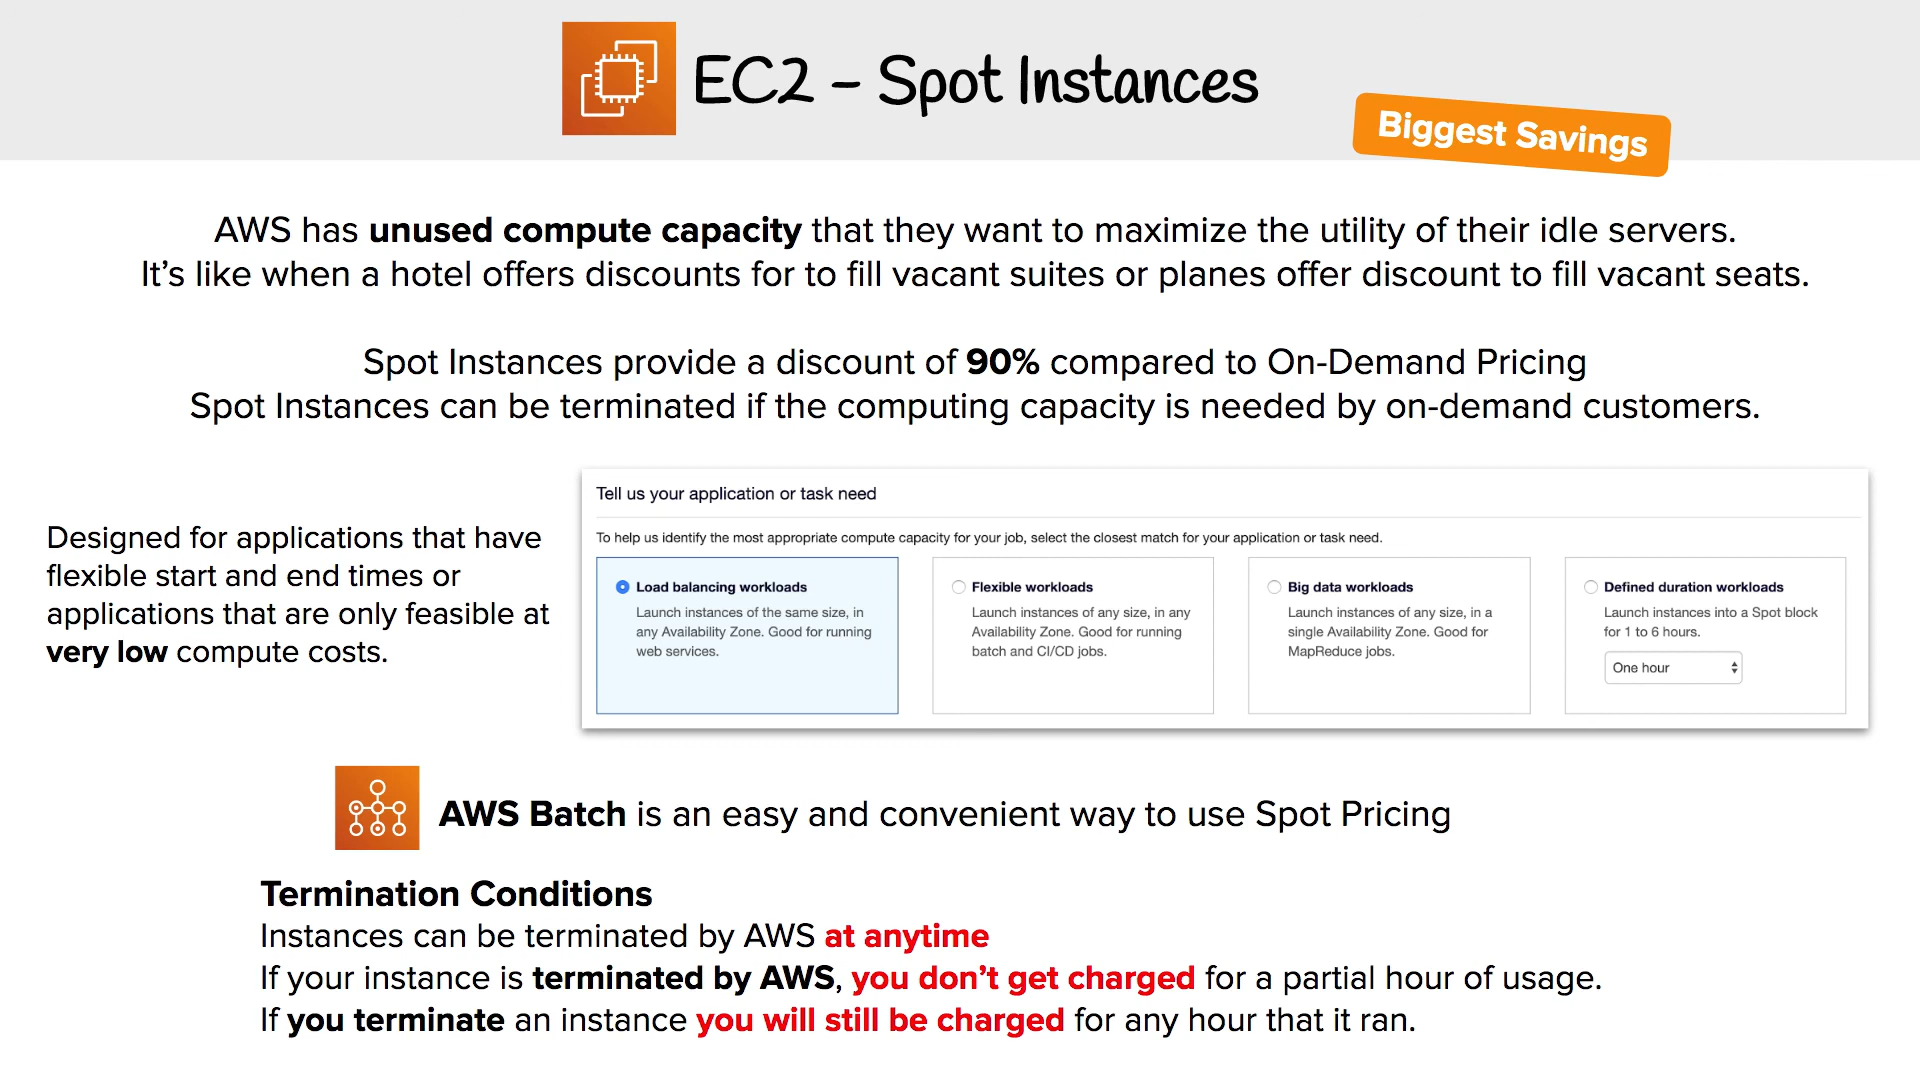 EC2 – Spot Instances
Biggest Savings
AWS has unused compute capacity that they want to maximize the utility of their idle servers.
It’s like when a hotel offers discounts for to fill vacant suites or planes offer discount to fill vacant seats.
Spot Instances provide a discount of 90% compared to On-Demand Pricing
Spot Instances can be terminated if the computing capacity is needed by on-demand customers.
Designed for applications that have
flexible start and end times or
applications that are only feasible at
very low compute costs.
Tell us your application or task need
To help us identify the most appropriate compute capacity for your job, select the closest match for your application or task need.
Load balancing workloads
Launch instances of the same size, in
any Availability Zone. Good for running
web services.
Flexible workloads
Launch instances of any size, in any
Availability Zone. Good for running
batch and CI/CD jobs.
Big data workloads
Launch instances of any size, in a
single Availability Zone. Good for
MapReduce jobs.
Defined duration workloads
Launch instances into a Spot block
for 1 to 6 hours.
One hour
AWS Batch is an easy and convenient way to use Spot Pricing
Termination Conditions
Instances can be terminated by AWS at anytime
If your instance is terminated by AWS, you don’t get charged for a partial hour of usage.
If you terminate an instance you will still be charged for any hour that it ran.